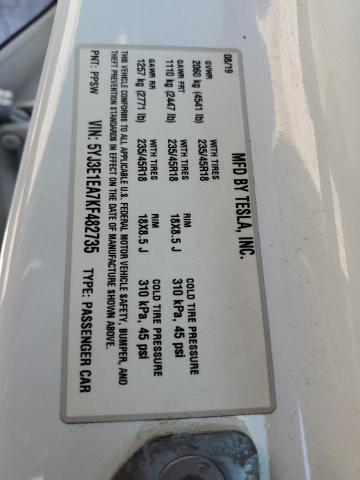 MFD BY TESLA, INC.
08/19
GVWR
2060 kg (4541 lb)
WITH TIRES
235/45R18
GAWR FRT
1110 kg (2447 lb)
WITH TIRES
235/45R18
RIM
18X8.5 J
COLD TIRE PRESSURE
310 kPa, 45 psi
GAWR RR
1257 kg (2771 lb)
WITH TIRES
235/45R18
RIM
18X8.5 J
COLD TIRE PRESSURE
310 kPa, 45 psi
THIS VEHICLE CONFORMS TO ALL APPLICABLE U.S. FEDERAL MOTOR VEHICLE SAFETY, BUMPER, AND
THEFT PREVENTION STANDARDS IN EFFECT ON THE DATE OF MANUFACTURE SHOWN ABOVE.
VIN: 5YJ3E1EA7KF482735 TYPE: PASSENGER CAR
PNT: PPSW